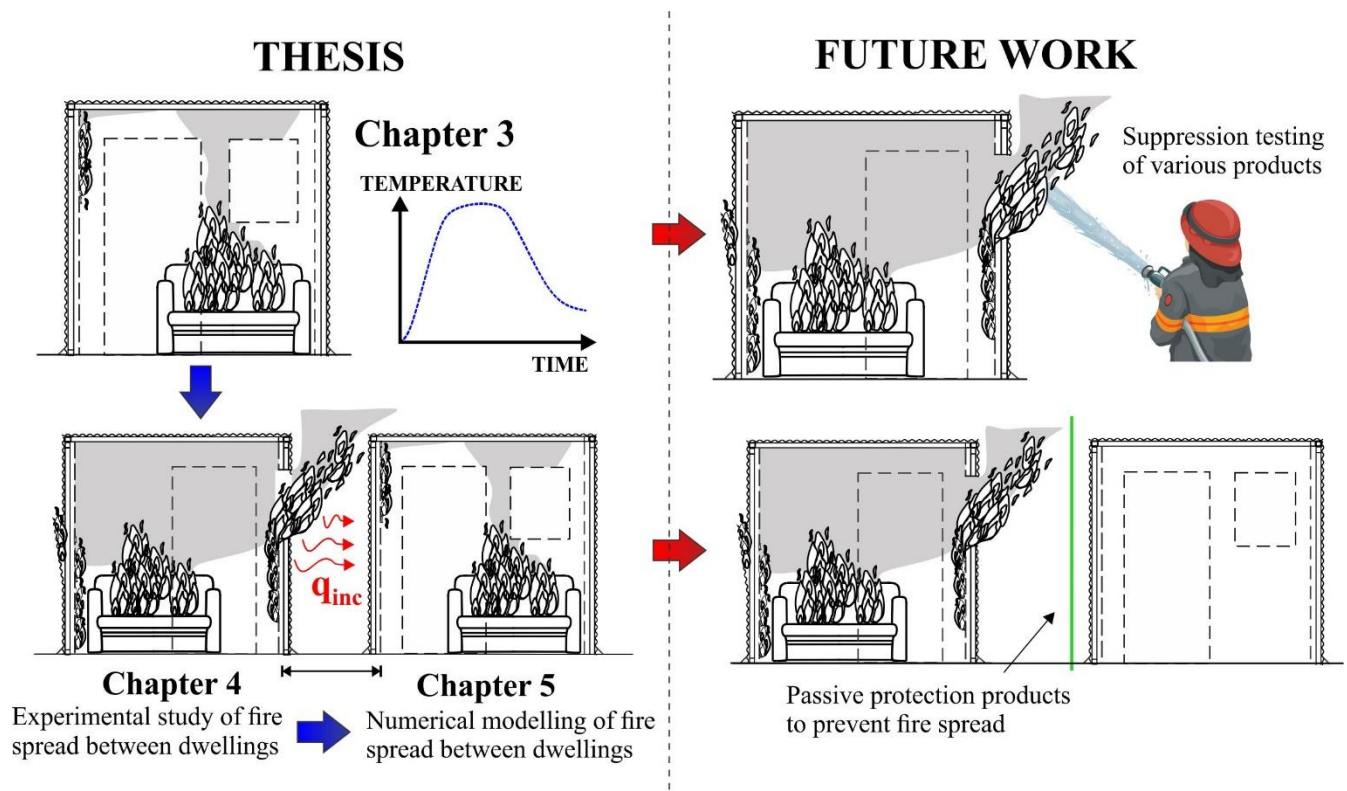 THESIS
FUTURE WORK
Chapter 3
TEMPERATURE
TIME
Suppression testing
of various products
q_inc
Chapter 4
Experimental study of fire
spread between dwellings
Chapter 5
Numerical modelling of fire
spread between dwellings
Passive protection products
to prevent fire spread